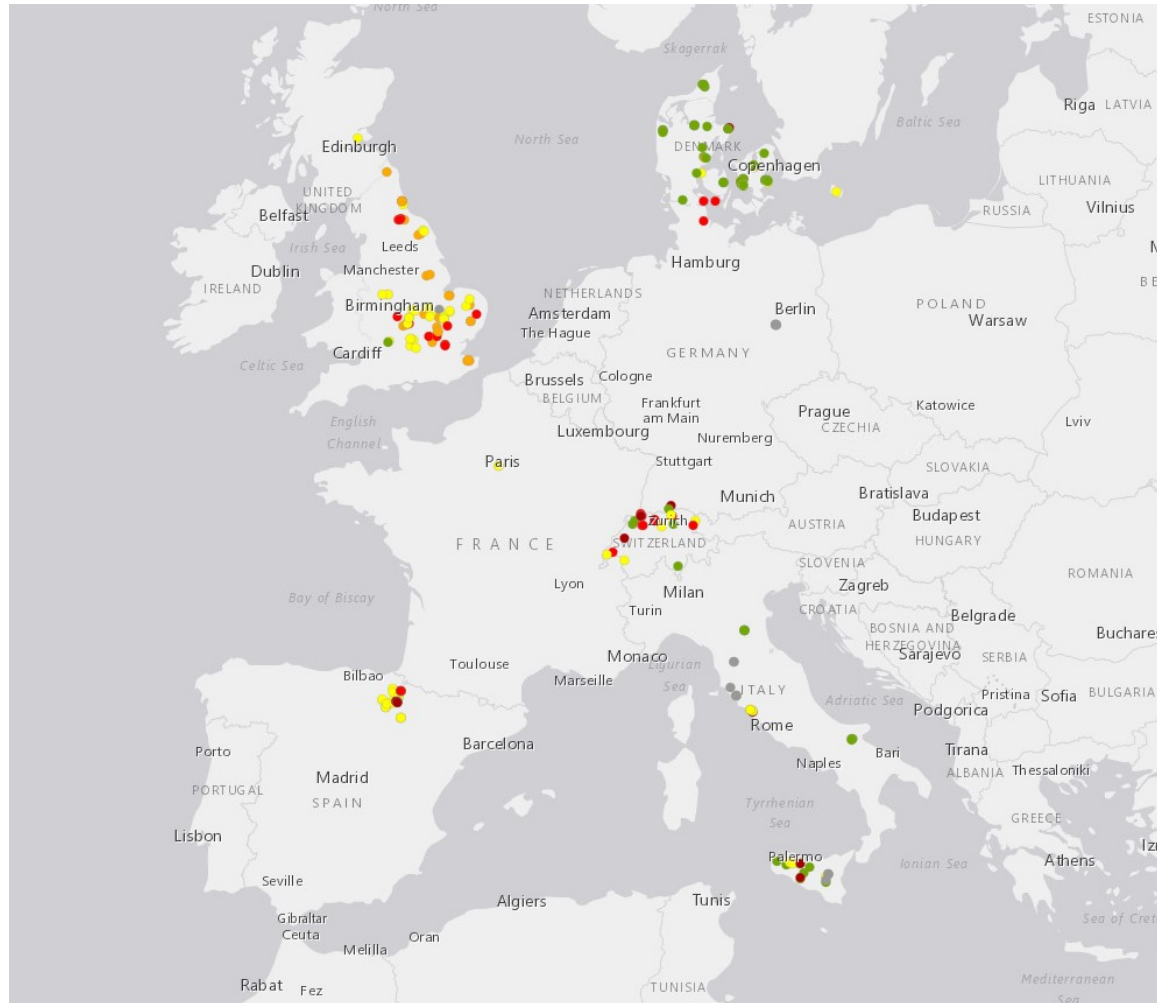 North Sea
ESTONIA
Skagerrak
Riga
LATVIA
Baltic Sea
North Sea
Edinburgh
DENMARK
Copenhagen
LITHUANIA
UNITED
KINGDOM
Belfast
Vilnius
RUSSIA
Irish Sea
Leeds
Hamburg
Dublin
Manchester
IRELAND
NETHERLANDS
Birmingham
Amsterdam
Berlin
POLAND
The Hague
Warsaw
Cardiff
GERMANY
Celtic Sea
Brussels
Cologne
BELGIUM
Frankfurt
am Main
Prague
Katowice
English
Channel
Luxembourg
Nuremberg
CZECHIA
Lviv
Paris
Stuttgart
SLOVAKIA
Munich
Bratislava
Zurich
Budapest
AUSTRIA
FRANCE
SWITZERLAND
HUNGARY
SLOVENIA
ROMANIA
Lyon
Milan
Zagreb
Bay of Biscay
Turin
CROATIA
Belgrade
BOSNIA AND
HERZEGOVINA
Buchares
Toulouse
Monaco
Ligurian
Sea
Sarajevo
SERBIA
Bilbao
Marseille
ITALY
Pristina
Sofia
BULGARIA
Adriatic Sea
Podgorica
Rome
Barcelona
Porto
Bari
Tirana
Naples
Madrid
ALBANIA
Thessaloniki
PORTUGAL
SPAIN
Tyrrhenian
Sea
GREECE
Lisbon
Palermo
Ionian Sea
Athens
Izm
Seville
Algiers
Tunis
Gibraltar
Ceuta
Sea of Cret
Oran
Melilla
Rabat
Fez
TUNISIA
Mediterranean
Sea